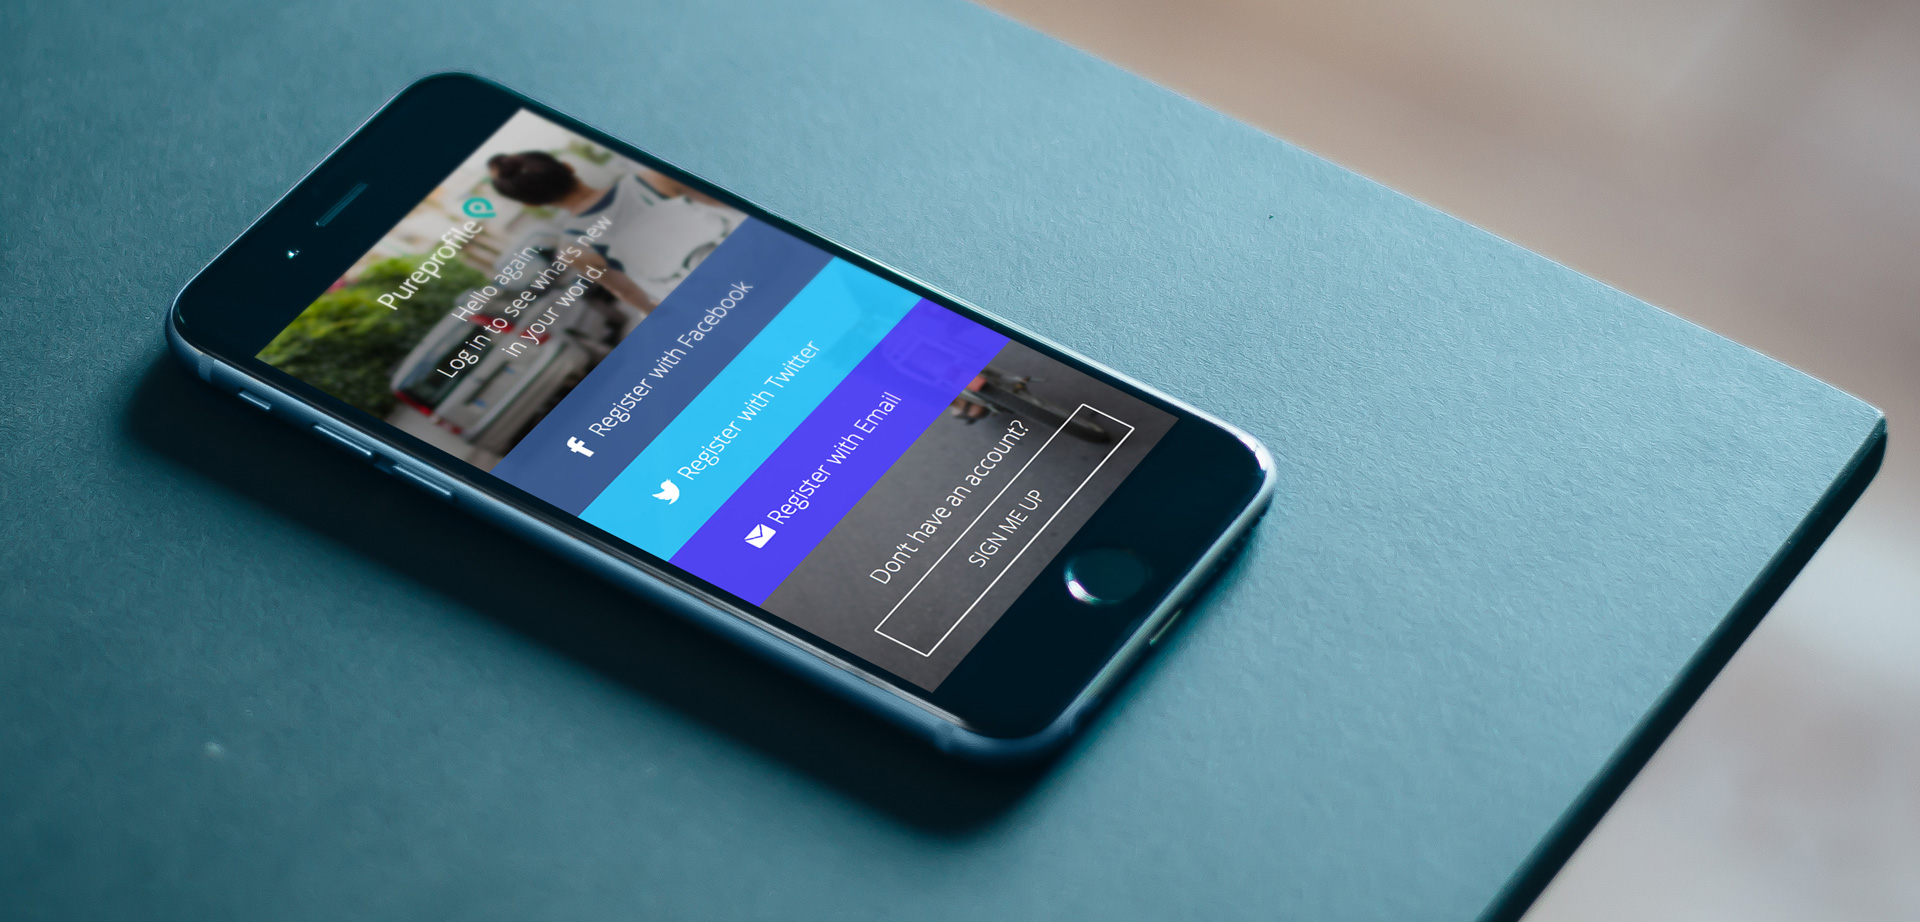 Pureprofile
Hello again.
Log in to see what's new
in your world.
Register with Facebook
Register with Twitter
Register with Email
Don't have an account?
SIGN ME UP